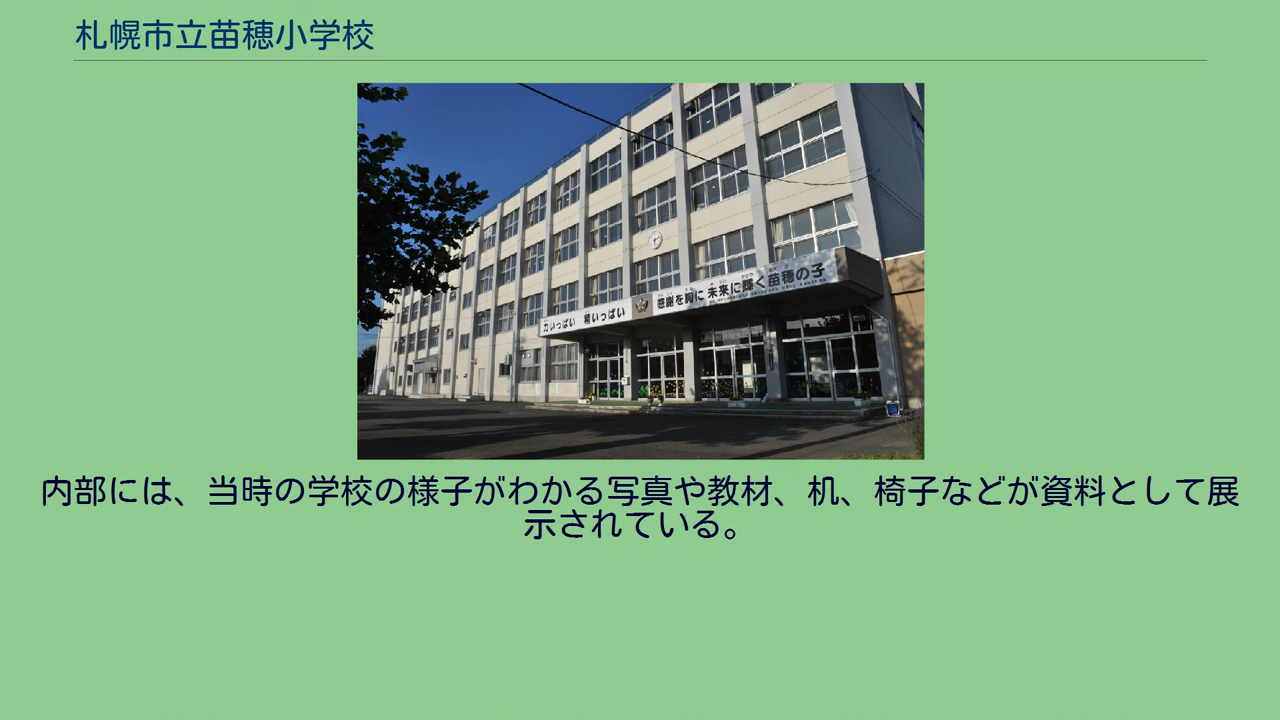 札幌市立苗穂小学校
力いっぱい 精いっぱい 感謝を胸に 未来に輝く苗穂の子
内部には、当時の学校の様子がわかる写真や教材、机、椅子などが資料として展
示されている。